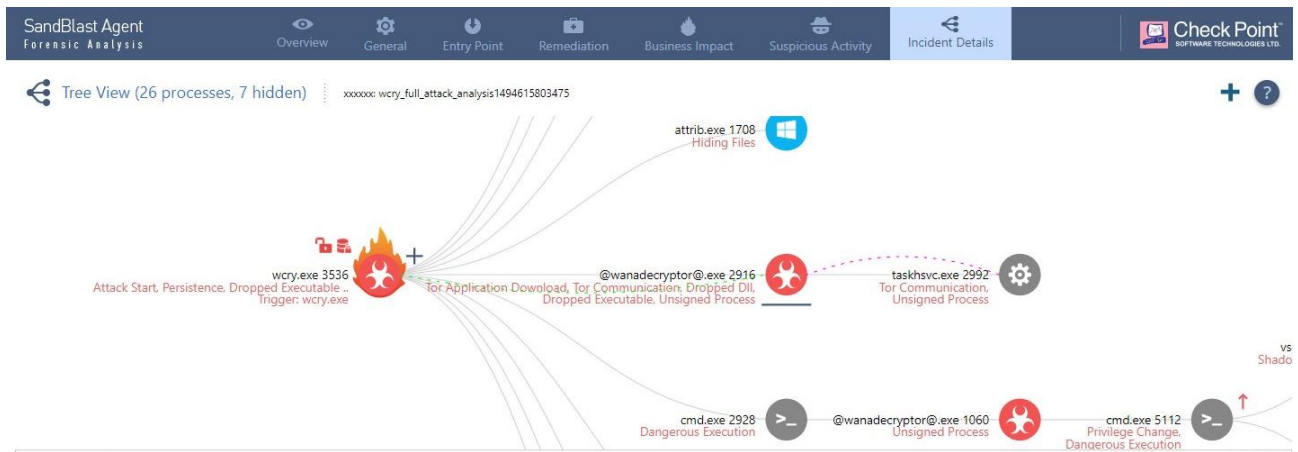 SandBlast Agent
Forensic Analysis
Overview
General
Entry Point
Remediation
Business Impact
Suspicious Activity
Incident Details
Check Point
SOFTWARE TECHNOLOGIES LTD.
Tree View (26 processes, 7 hidden)
xxxxxx: wcry_full_attack_analysis1494615803475
+
?
attrib.exe 1708
Hiding Files
wcry.exe 3536
Attack Start, Persistence, Dropped Executable ..
Trigger: wcry.exe
@wanadecryptor@.exe 2916
Tor Application Download, Tor Communication, Dropped Dll,
Dropped Executable, Unsigned Process
taskhsvc.exe 2992
Tor Communication,
Unsigned Process
vs
Shado
cmd.exe 2928
Dangerous Execution
>_
@wanadecryptor@.exe 1060
Unsigned Process
cmd.exe 5112
Privilege Change,
Dangerous Execution
>_